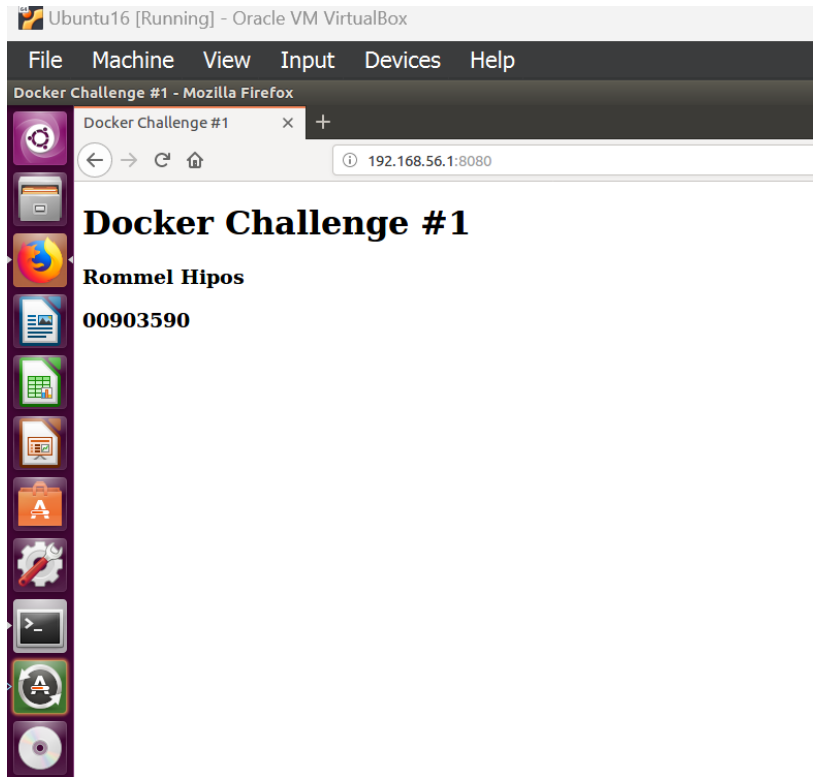 Ubuntu16 [Running] - Oracle VM VirtualBox
File Machine View Input Devices Help
Docker Challenge #1 - Mozilla Firefox
Docker Challenge #1
192.168.56.1:8080
Docker Challenge #1
Rommel Hipos
00903590